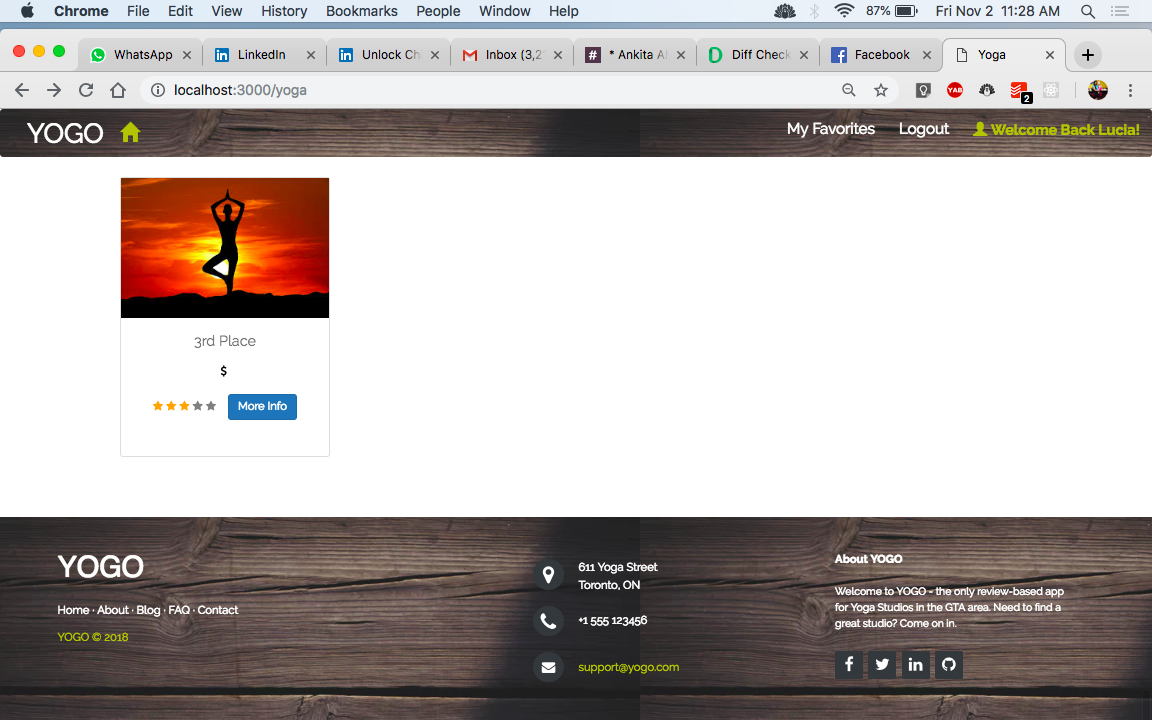 Chrome File Edit View History Bookmarks People Window Help 87% Fri Nov 2 11:28 AM
WhatsApp LinkedIn Unlock Ch Inbox (3,2 * Ankita Al Diff Check Facebook Yoga
localhost:3000/yoga YAB 2
YOGO My Favorites Logout Welcome Back Lucia!
3rd Place
$
More Info
YOGO
Home · About · Blog · FAQ · Contact
YOGO © 2018
611 Yoga Street
Toronto, ON
+1 555 123456
support@yogo.com
About YOGO
Welcome to YOGO - the only review-based app
for Yoga Studios in the GTA area. Need to find a
great studio? Come on in.